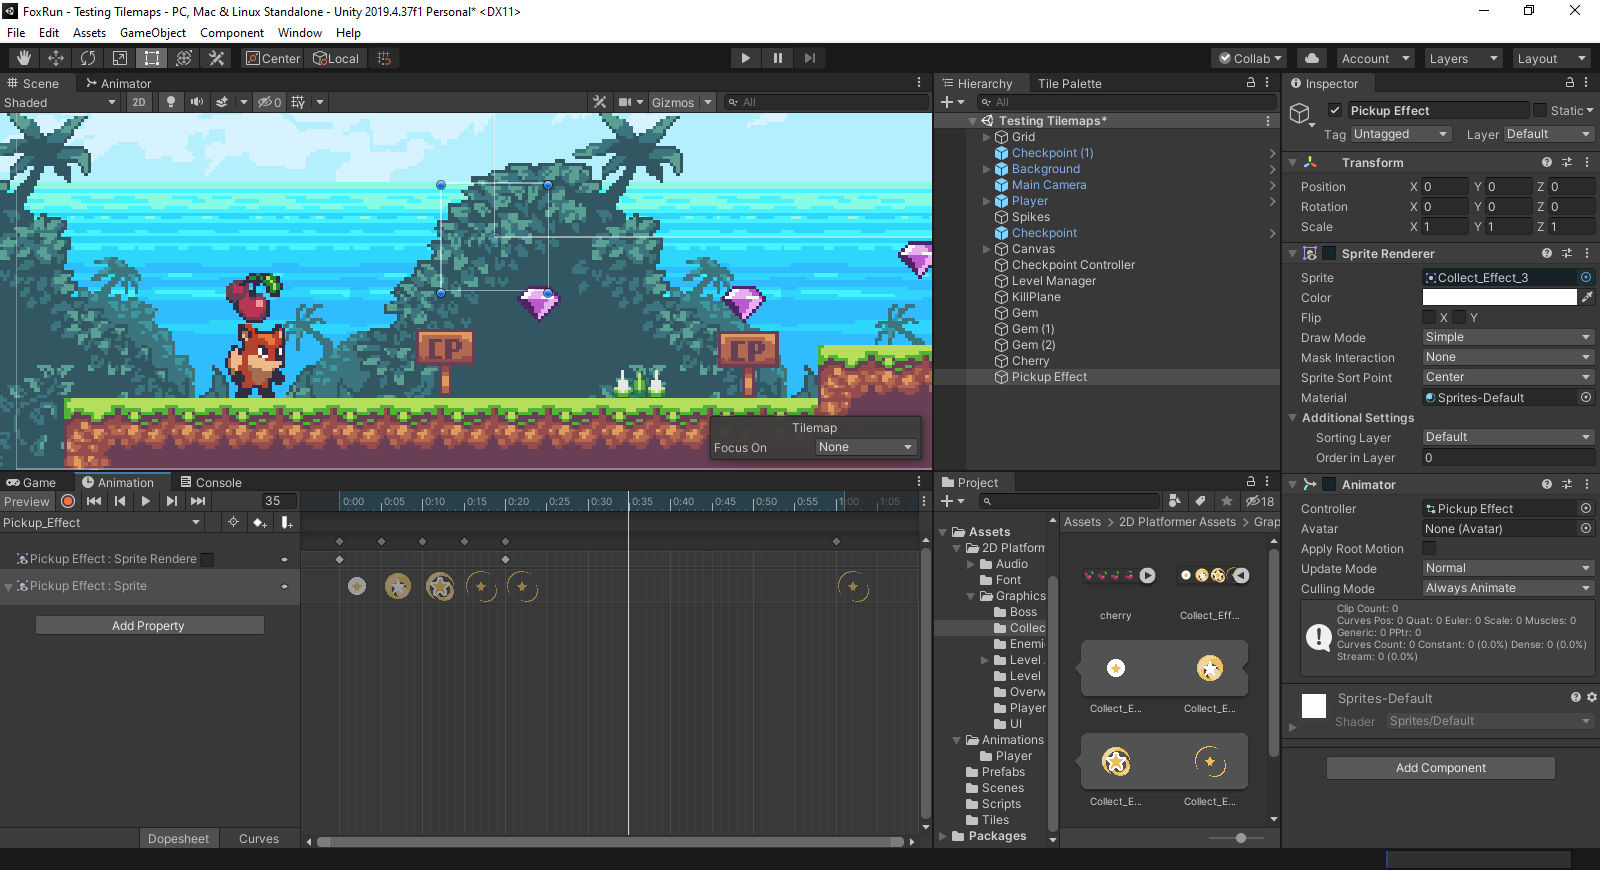 FoxRun - Testing Tilemaps - PC, Mac & Linux Standalone - Unity 2019.4.37f1 Personal* <DX11>
File Edit Assets GameObject Component Window Help
Center Local Collab Account Layers Layout
Scene Animator
Shaded 2D 0 Gizmos All
CP
CP
Tilemap
Focus On None
Hierarchy Tile Palette
All
Testing Tilemaps*
Grid
Checkpoint (1)
Background
Main Camera
Player
Spikes
Checkpoint
Canvas
Checkpoint Controller
Level Manager
KillPlane
Gem
Gem (1)
Gem (2)
Cherry
Pickup Effect
Inspector
Pickup Effect Static
Tag Untagged Layer Default
Transform
Position X 0 Y 0 Z 0
Rotation X 0 Y 0 Z 0
Scale X 1 Y 1 Z 1
Sprite Renderer
Sprite Collect_Effect_3
Color
Flip X Y
Draw Mode Simple
Mask Interaction None
Sprite Sort Point Center
Material Sprites-Default
Additional Settings
Sorting Layer Default
Order in Layer 0
Animator
Controller Pickup Effect
Avatar None (Avatar)
Apply Root Motion
Update Mode Normal
Culling Mode Always Animate
Clip Count: 0
Curves Pos: 0 Quat: 0 Euler: 0 Scale: 0 Muscles: 0
Generic: 0 PPtr: 0
Curves Count: 0 Constant: 0 (0.0%) Dense: 0 (0.0%)
Stream: 0 (0.0%)
Sprites-Default
Shader Sprites/Default
Add Component
Game Animation Console
Preview 35 0:00 0:05 0:10 0:15 0:20 0:25 0:30 0:35 0:40 0:45 0:50 0:55 1:00 1:05
Pickup_Effect
Pickup Effect : Sprite Rendere
Pickup Effect : Sprite
Add Property
Dopesheet Curves
Project
18
Assets
2D Platform
Audio
Font
Graphics
Boss
Collec
Enemi
Level
Level
Overw
Player
UI
Animations
Player
Prefabs
Scenes
Scripts
Tiles
Packages
Assets > 2D Platformer Assets > Grap
cherry Collect_Eff...
Collect_E... Collect_E...
Collect_E... Collect_E...